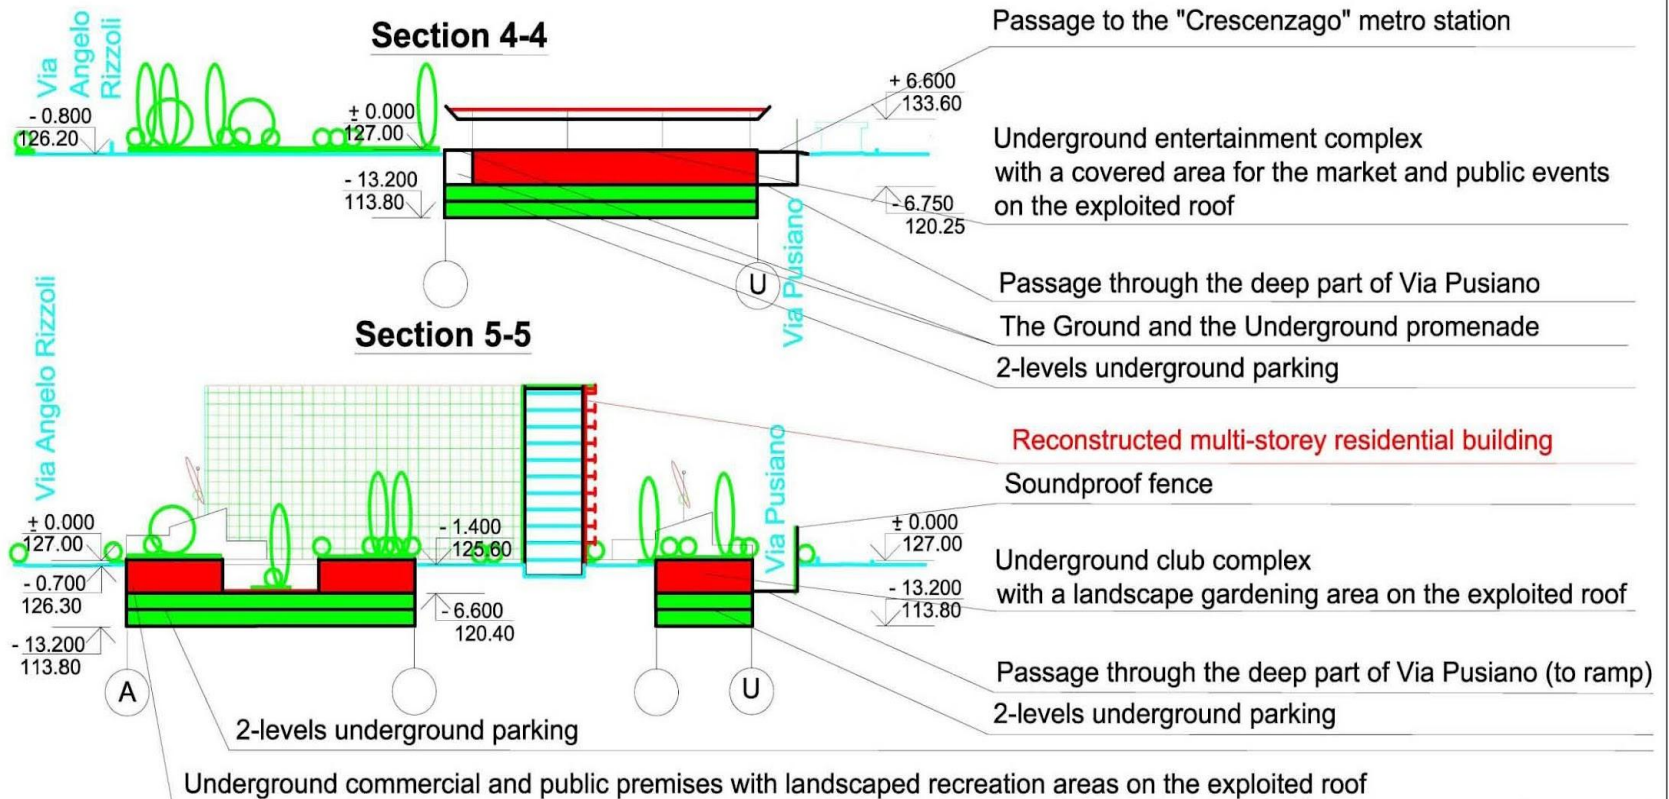 Section 4-4
Via
Angelo
Rizzoli
- 0.800
126.20
± 0.000
127.00
- 13.200
113.80
+ 6.600
133.60
- 6.750
120.25
U
Via Pusiano
Passage to the "Crescenzago" metro station
Underground entertainment complex
with a covered area for the market and public events
on the exploited roof
Passage through the deep part of Via Pusiano
The Ground and the Underground promenade
2-levels underground parking
Section 5-5
Via Angelo Rizzoli
± 0.000
127.00
- 0.700
126.30
- 13.200
113.80
- 1.400
125.60
- 6.600
120.40
Via Pusiano
± 0.000
127.00
- 13.200
113.80
A
U
Reconstructed multi-storey residential building
Soundproof fence
Underground club complex
with a landscape gardening area on the exploited roof
Passage through the deep part of Via Pusiano (to ramp)
2-levels underground parking
2-levels underground parking
Underground commercial and public premises with landscaped recreation areas on the exploited roof